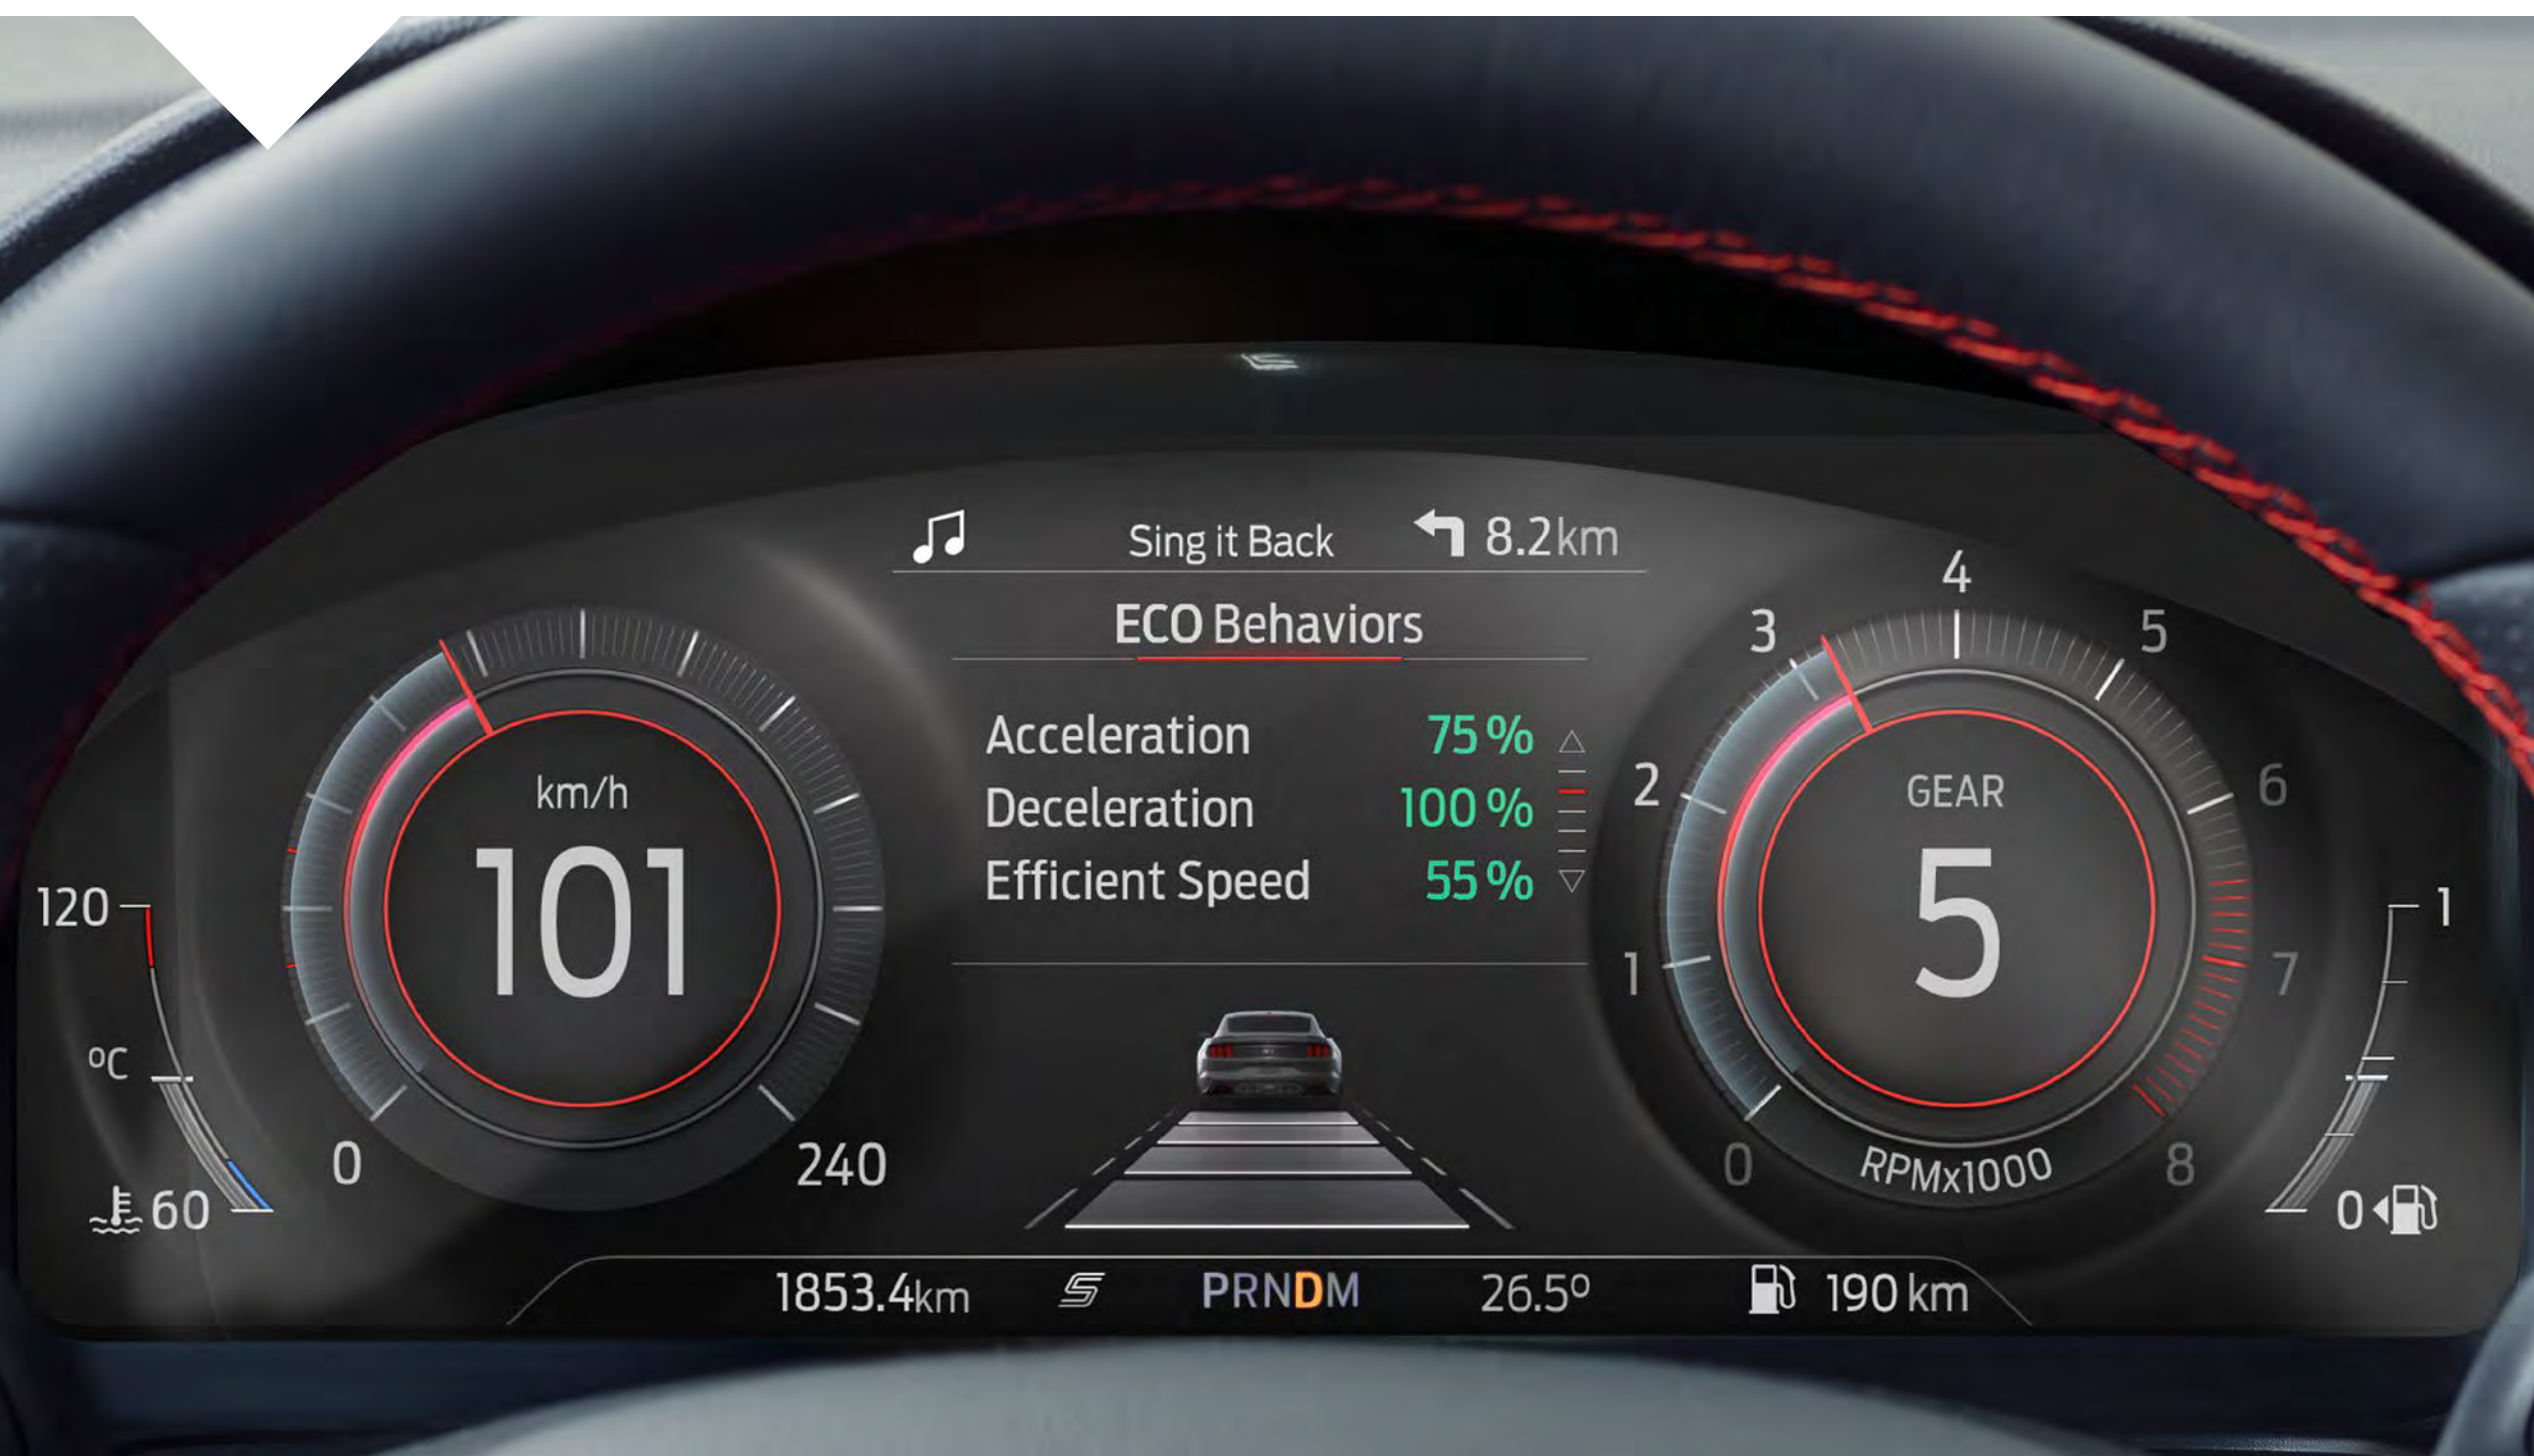 Sing it Back 8.2km
ECO Behaviors
Acceleration 75%
Deceleration 100%
Efficient Speed 55%
km/h
101
0
240
120
ºC
60
GEAR
5
0
1
2
3
4
5
6
7
8
RPMx1000
1
0
1853.4km
PRNDM
26.5º
190 km